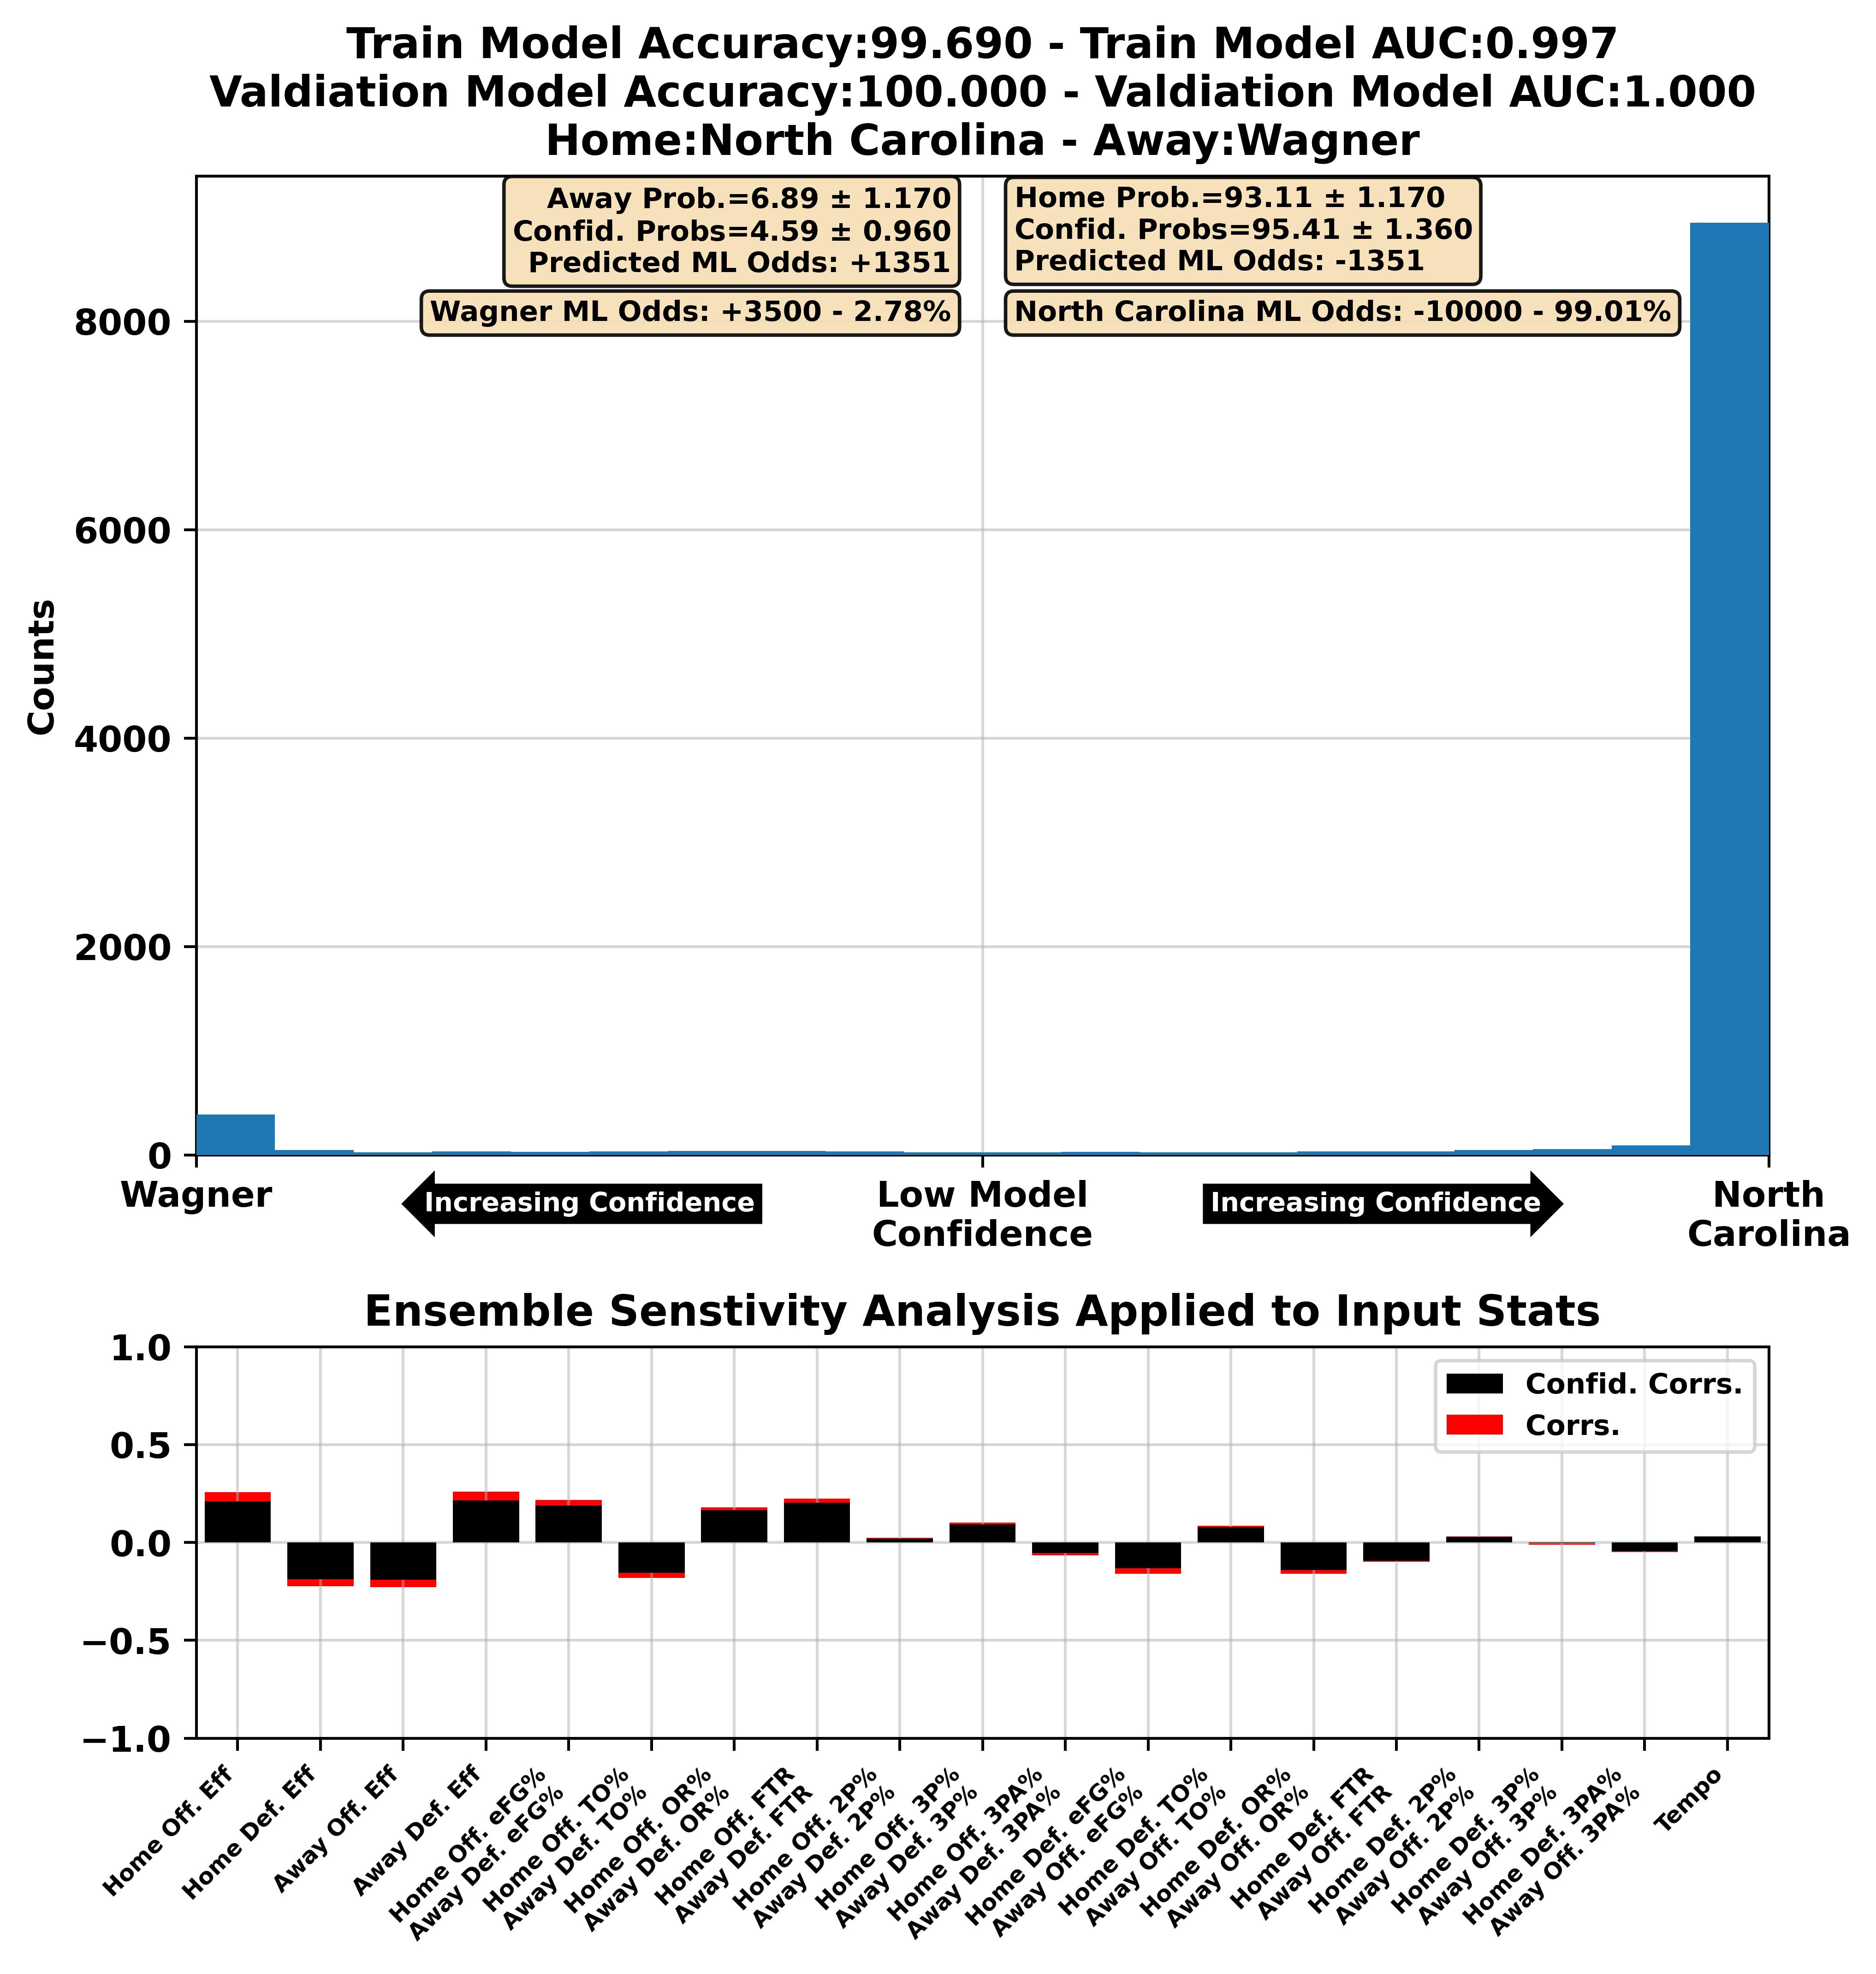 Train Model Accuracy:99.690 - Train Model AUC:0.997
Valdiation Model Accuracy:100.000 - Valdiation Model AUC:1.000
Home:North Carolina - Away:Wagner
Away Prob.=6.89 ± 1.170
Confid. Probs=4.59 ± 0.960
Predicted ML Odds: +1351
Wagner ML Odds: +3500 - 2.78%
Home Prob.=93.11 ± 1.170
Confid. Probs=95.41 ± 1.360
Predicted ML Odds: -1351
North Carolina ML Odds: -10000 - 99.01%
Counts
8000
6000
4000
2000
0
Wagner
Increasing Confidence
Low Model
Confidence
Increasing Confidence
North
Carolina
Ensemble Senstivity Analysis Applied to Input Stats
1.0
0.5
0.0
−0.5
−1.0
Confid. Corrs.
Corrs.
Home Off. Eff
Home Def. Eff
Away Off. Eff
Away Def. Eff
Home Off. eFG%
Away Def. eFG%
Home Off. TO%
Away Def. TO%
Home Off. OR%
Away Def. OR%
Home Off. FTR
Away Def. FTR
Home Off. 2P%
Away Def. 2P%
Home Off. 3P%
Away Def. 3P%
Home Off. 3PA%
Away Def. 3PA%
Home Def. eFG%
Away Off. eFG%
Home Def. TO%
Away Off. TO%
Home Def. OR%
Away Off. OR%
Home Def. FTR
Away Off. FTR
Home Def. 2P%
Away Off. 2P%
Home Def. 3P%
Away Off. 3P%
Home Def. 3PA%
Away Off. 3PA%
Tempo